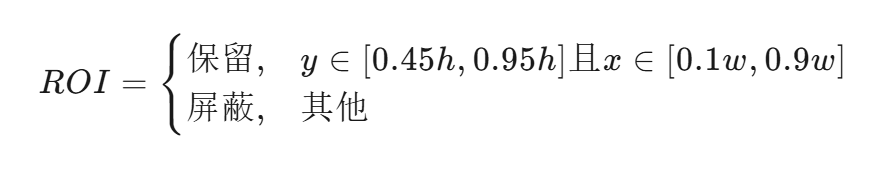 ROI = { 保留, y ∈ [0.45h, 0.95h]且x ∈ [0.1w, 0.9w]
屏蔽, 其他